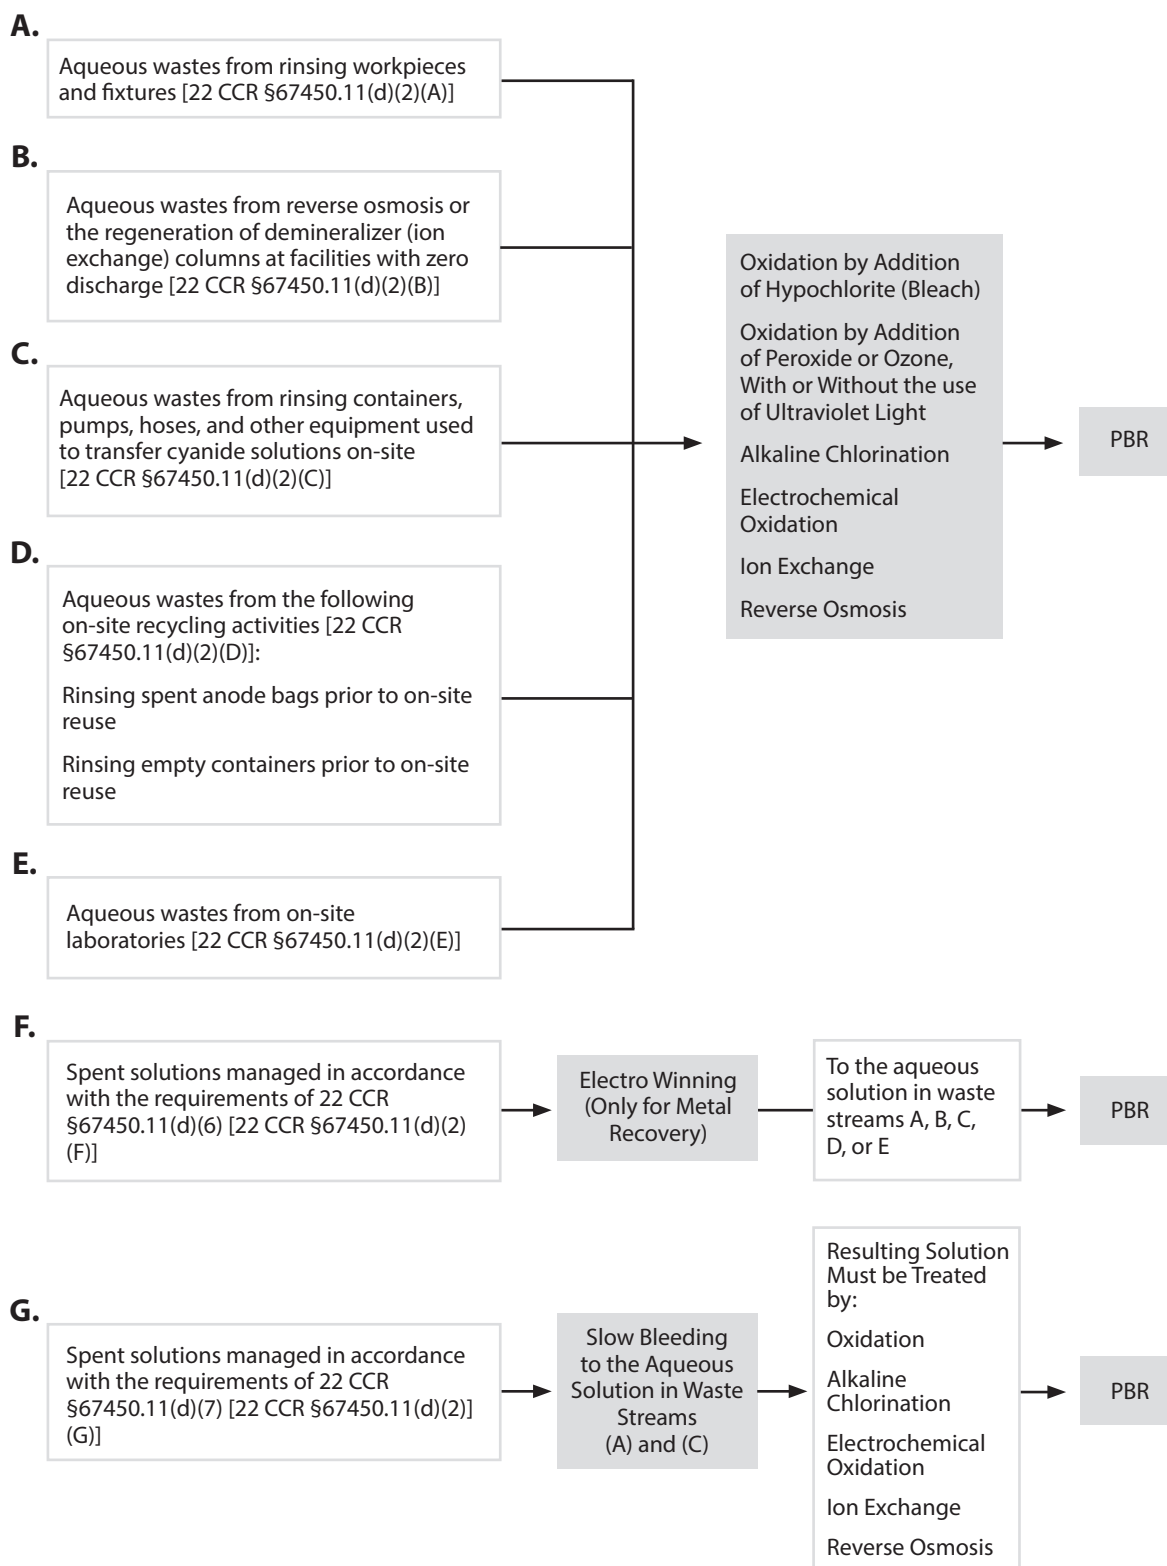 A.
Aqueous wastes from rinsing workpieces
and fixtures [22 CCR §67450.11(d)(2)(A)]
B.
Aqueous wastes from reverse osmosis or
the regeneration of demineralizer (ion
exchange) columns at facilities with zero
discharge [22 CCR §67450.11(d)(2)(B)]
C.
Aqueous wastes from rinsing containers,
pumps, hoses, and other equipment used
to transfer cyanide solutions on-site
[22 CCR §67450.11(d)(2)(C)]
D.
Aqueous wastes from the following
on-site recycling activities [22 CCR
§67450.11(d)(2)(D)]:
Rinsing spent anode bags prior to on-site
reuse
Rinsing empty containers prior to on-site
reuse
E.
Aqueous wastes from on-site
laboratories [22 CCR §67450.11(d)(2)(E)]
Oxidation by Addition
of Hypochlorite (Bleach)
Oxidation by Addition
of Peroxide or Ozone,
With or Without the use
of Ultraviolet Light
Alkaline Chlorination
Electrochemical
Oxidation
Ion Exchange
Reverse Osmosis
PBR
F.
Spent solutions managed in accordance
with the requirements of 22 CCR
§67450.11(d)(6) [22 CCR §67450.11(d)(2)
(F)]
Electro Winning
(Only for Metal
Recovery)
To the aqueous
solution in waste
streams A, B, C,
D, or E
PBR
G.
Spent solutions managed in accordance
with the requirements of 22 CCR
§67450.11(d)(7) [22 CCR §67450.11(d)(2)]
(G)]
Slow Bleeding
to the Aqueous
Solution in Waste
Streams
(A) and (C)
Resulting Solution
Must be Treated
by:
Oxidation
Alkaline
Chlorination
Electrochemical
Oxidation
Ion Exchange
Reverse Osmosis
PBR